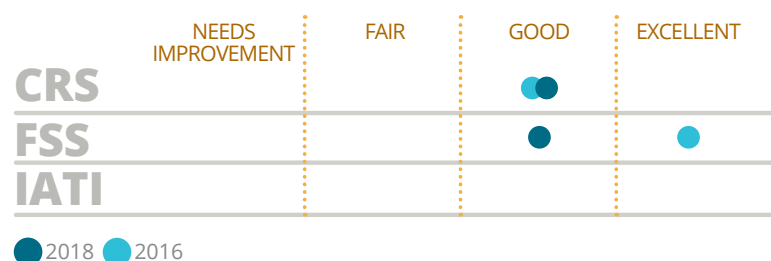 NEEDS IMPROVEMENT
FAIR
GOOD
EXCELLENT
CRS
FSS
IATI
2018
2016